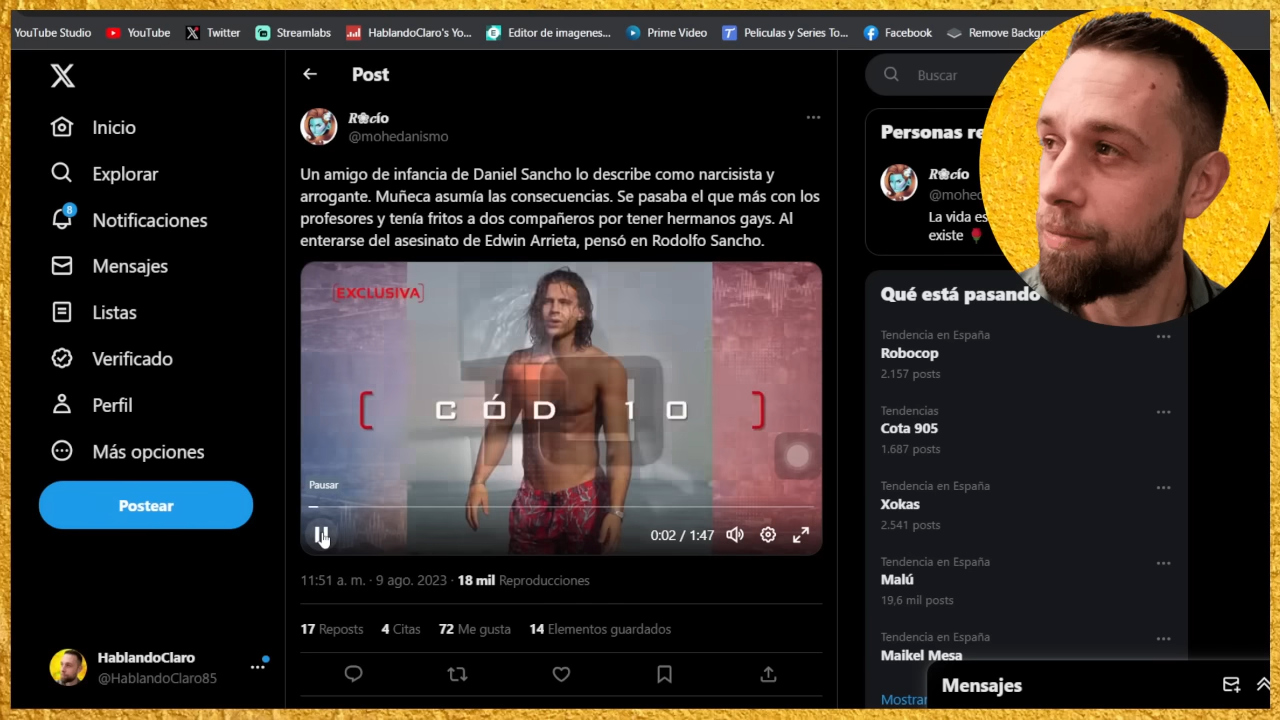 YouTube Studio
YouTube
Twitter
Streamlabs
HablandoClaro's Yo...
Editor de imagenes...
Prime Video
Peliculas y Series To...
Facebook
Remove Backgr
Inicio
Explorar
8
Notificaciones
Mensajes
Listas
Verificado
Perfil
Más opciones
Postear
HablandoClaro
@HablandoClaro85
Post
R❀cío
@mohedanismo
Un amigo de infancia de Daniel Sancho lo describe como narcisista y
arrogante. Muñeca asumía las consecuencias. Se pasaba el que más con los
profesores y tenía fritos a dos compañeros por tener hermanos gays. Al
enterarse del asesinato de Edwin Arrieta, pensó en Rodolfo Sancho.
EXCLUSIVA
[ CÓD 10 ]
Pausar
0:02 / 1:47
11:51 a. m. · 9 ago. 2023 · 18 mil Reproducciones
17 Reposts 4 Citas 72 Me gusta 14 Elementos guardados
Buscar
Personas re
R❀cío
@mohed
La vida es
existe 🌹
Qué está pasando
Tendencia en España
Robocop
2.157 posts
Tendencias
Cota 905
1.687 posts
Tendencia en España
Xokas
2.541 posts
Tendencia en España
Malú
19,6 mil posts
Tendencia en España
Maikel Mesa
Mostrar
Mensajes